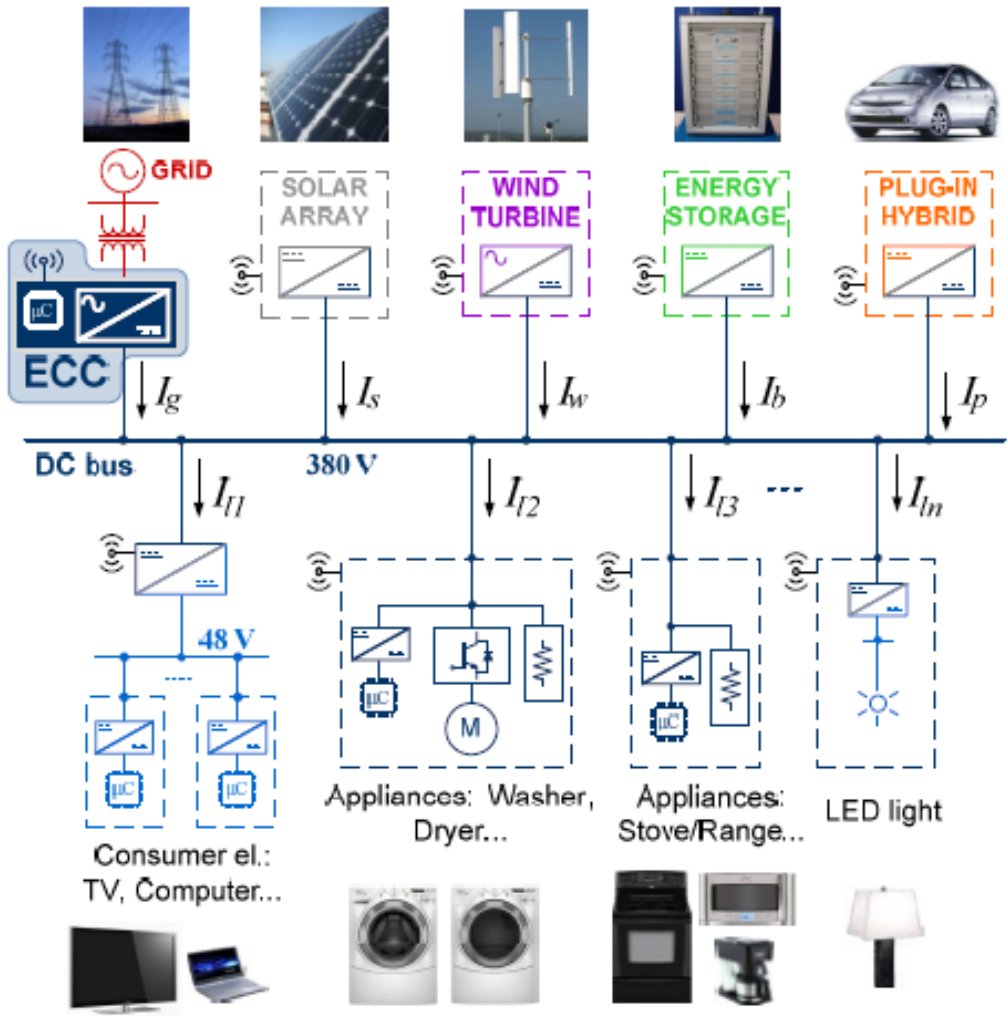 GRID
SOLAR
ARRAY
WIND
TURBINE
ENERGY
STORAGE
PLUG-IN
HYBRID
μC
ECC
I_g
I_s
I_w
I_b
I_p
DC bus
380 V
I_l1
I_l2
I_l3
I_ln
48 V
μC
μC
μC
M
μC
Appliances: Washer,
Dryer...
Appliances:
Stove/Range...
LED light
Consumer el.:
TV, Computer...